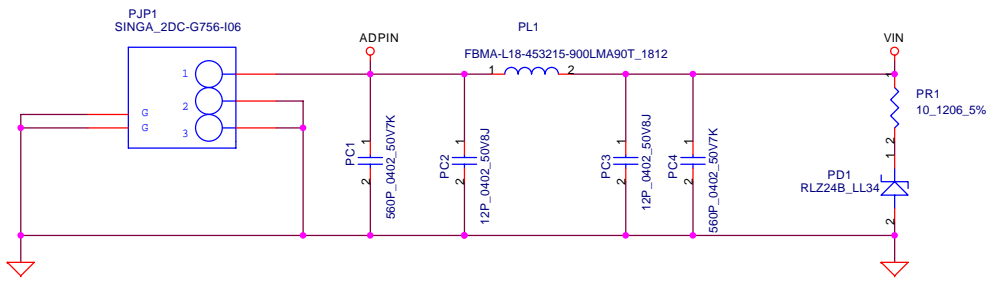 PJP1
SINGA_2DC-G756-I06
1
2
3
G
G
ADPIN
PL1
FBMA-L18-453215-900LMA90T_1812
1
2
VIN
PC1
1
2
560P_0402_50V7K
PC2
1
2
12P_0402_50V8J
PC3
1
2
12P_0402_50V8J
PC4
1
2
560P_0402_50V7K
1
PR1
10_1206_5%
2
1
PD1
RLZ24B_LL34
2